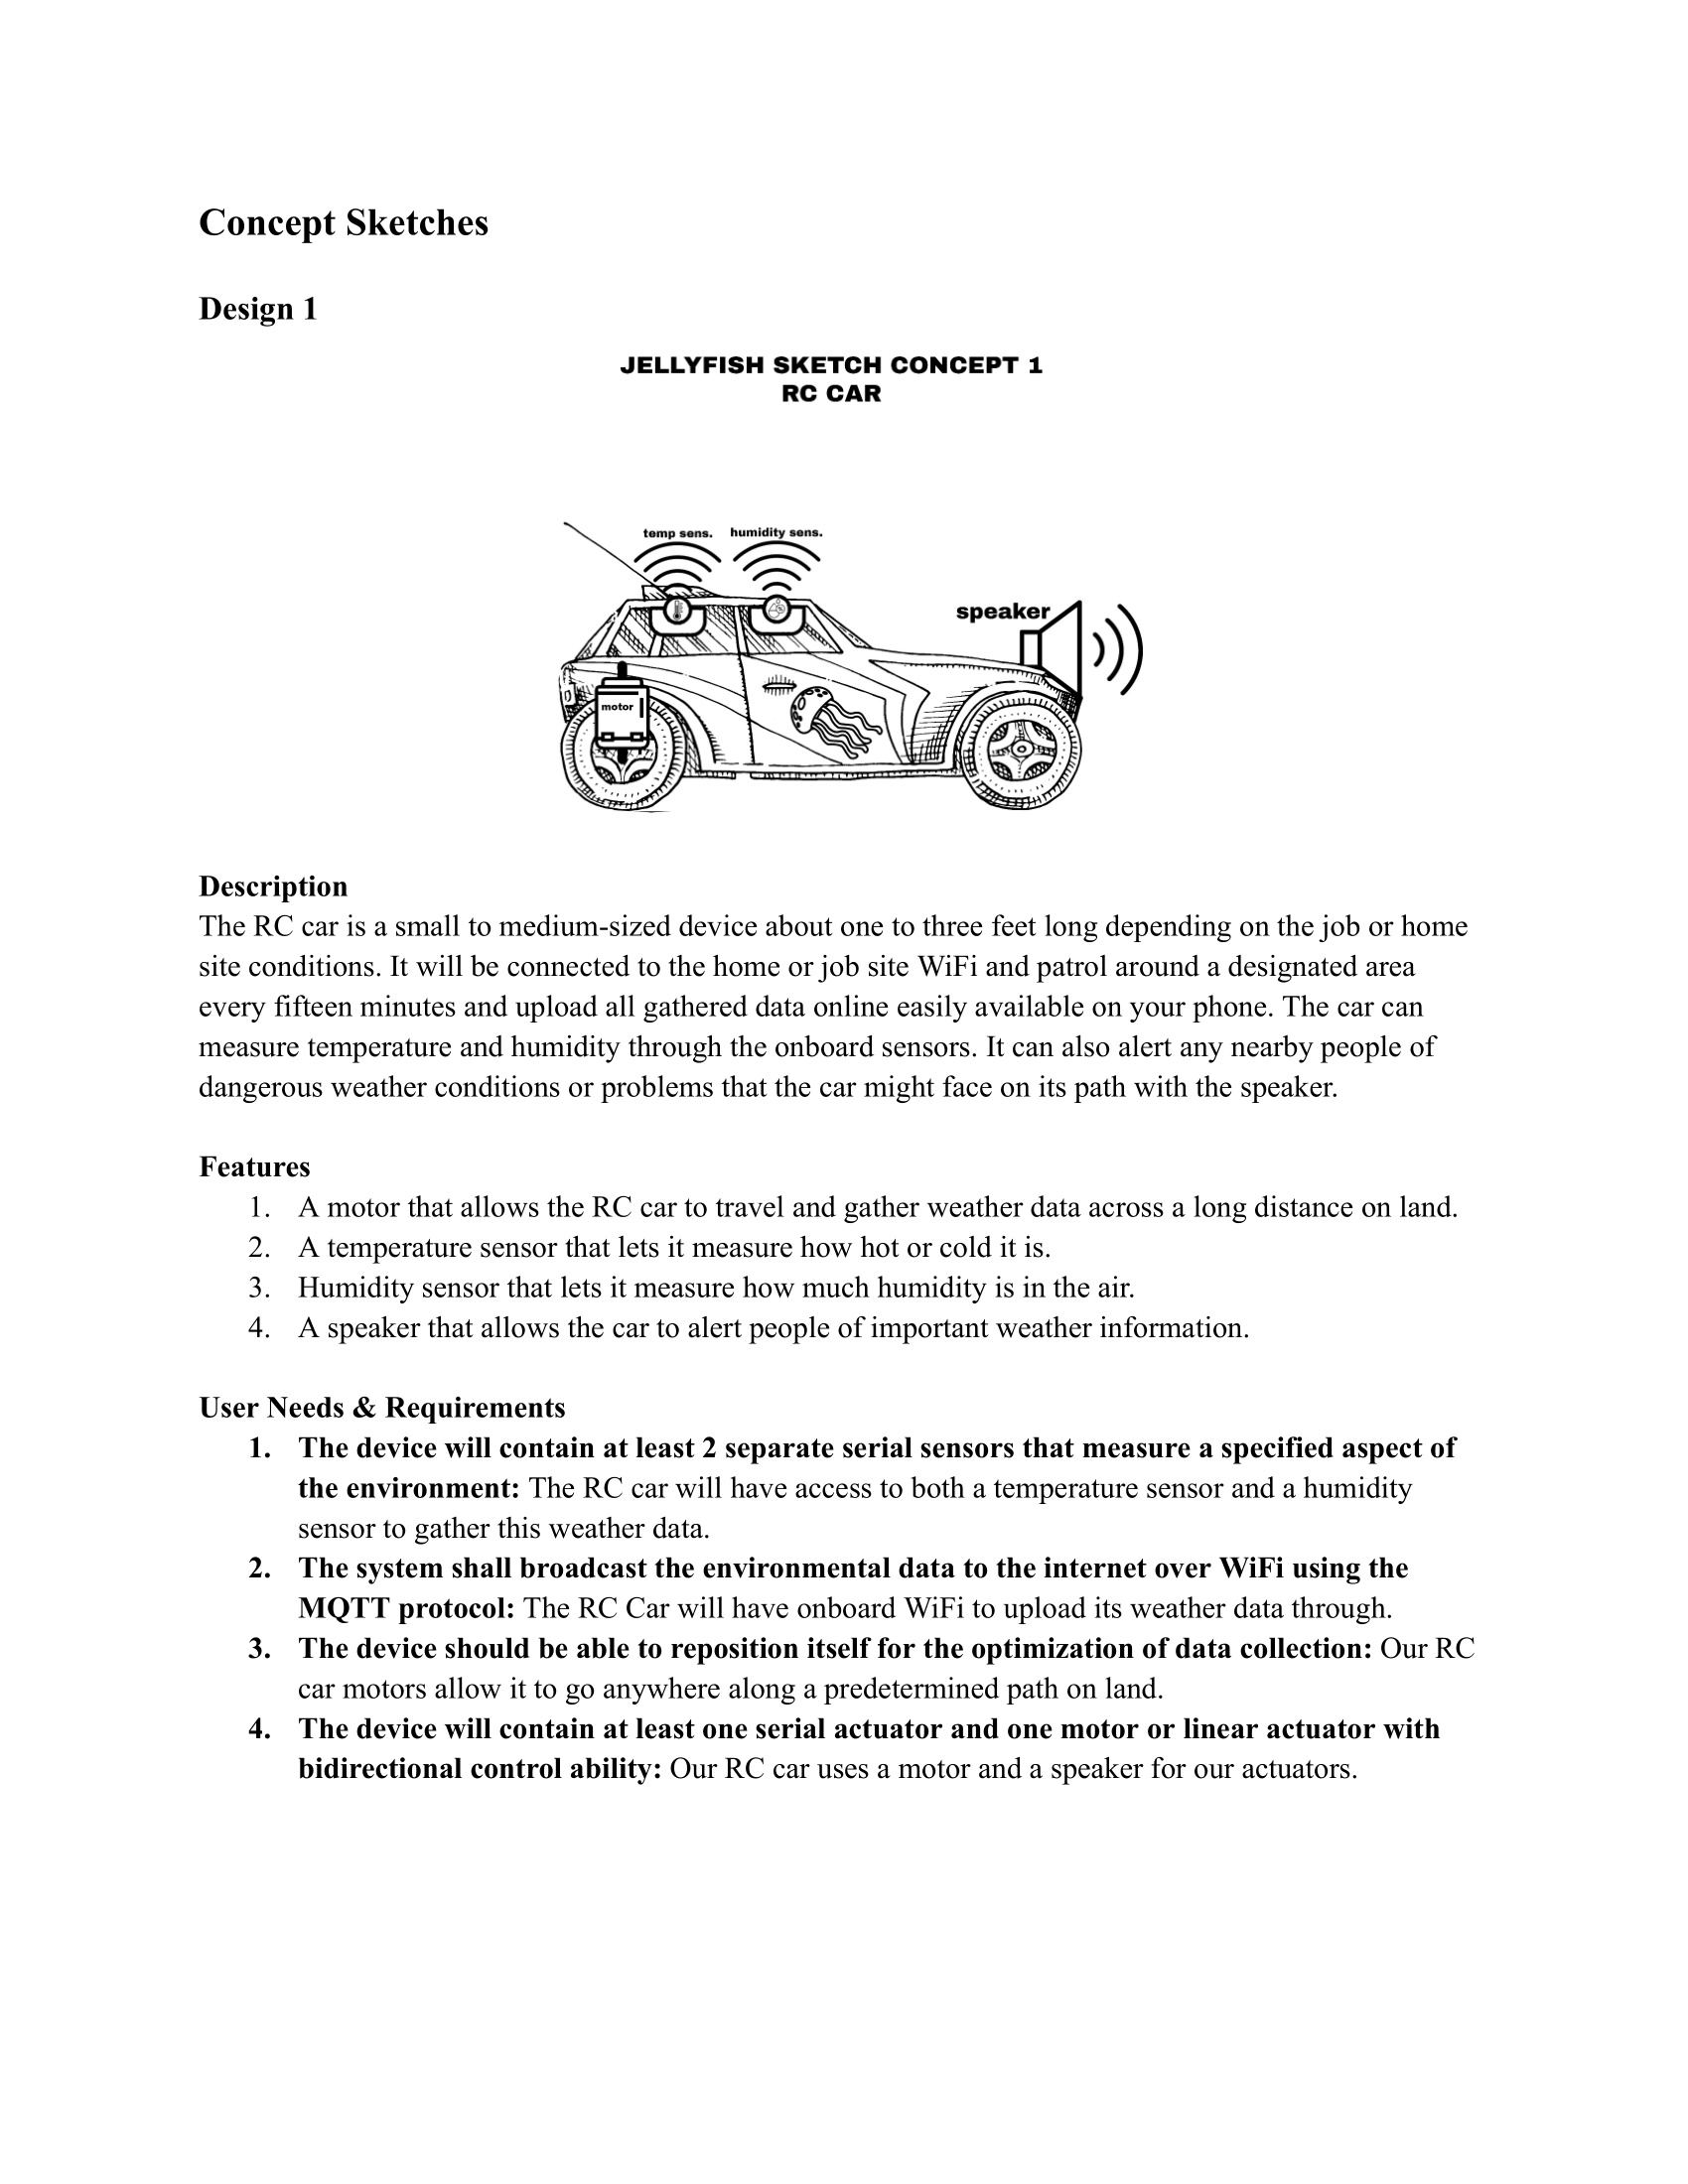 Concept Sketches
Design 1
JELLYFISH SKETCH CONCEPT 1
RC CAR
temp sens. humidity sens.
speaker
motor
Description
The RC car is a small to medium-sized device about one to three feet long depending on the job or home
site conditions. It will be connected to the home or job site WiFi and patrol around a designated area
every fifteen minutes and upload all gathered data online easily available on your phone. The car can
measure temperature and humidity through the onboard sensors. It can also alert any nearby people of
dangerous weather conditions or problems that the car might face on its path with the speaker.
Features
1. A motor that allows the RC car to travel and gather weather data across a long distance on land.
2. A temperature sensor that lets it measure how hot or cold it is.
3. Humidity sensor that lets it measure how much humidity is in the air.
4. A speaker that allows the car to alert people of important weather information.
User Needs & Requirements
1. The device will contain at least 2 separate serial sensors that measure a specified aspect of
the environment: The RC car will have access to both a temperature sensor and a humidity
sensor to gather this weather data.
2. The system shall broadcast the environmental data to the internet over WiFi using the
MQTT protocol: The RC Car will have onboard WiFi to upload its weather data through.
3. The device should be able to reposition itself for the optimization of data collection: Our RC
car motors allow it to go anywhere along a predetermined path on land.
4. The device will contain at least one serial actuator and one motor or linear actuator with
bidirectional control ability: Our RC car uses a motor and a speaker for our actuators.